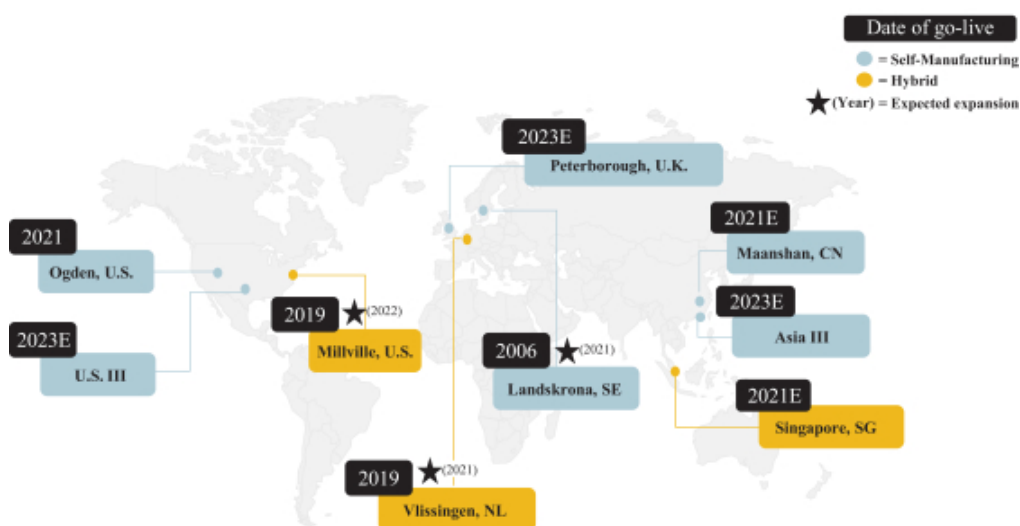 Date of go-live
= Self-Manufacturing
= Hybrid
(Year) = Expected expansion
2023E
Peterborough, U.K.
2021
Ogden, U.S.
2021E
Maanshan, CN
2019 (2022)
Millville, U.S.
2023E
Asia III
2023E
U.S. III
2006 (2021)
Landskrona, SE
2021E
Singapore, SG
2019 (2021)
Vlissingen, NL